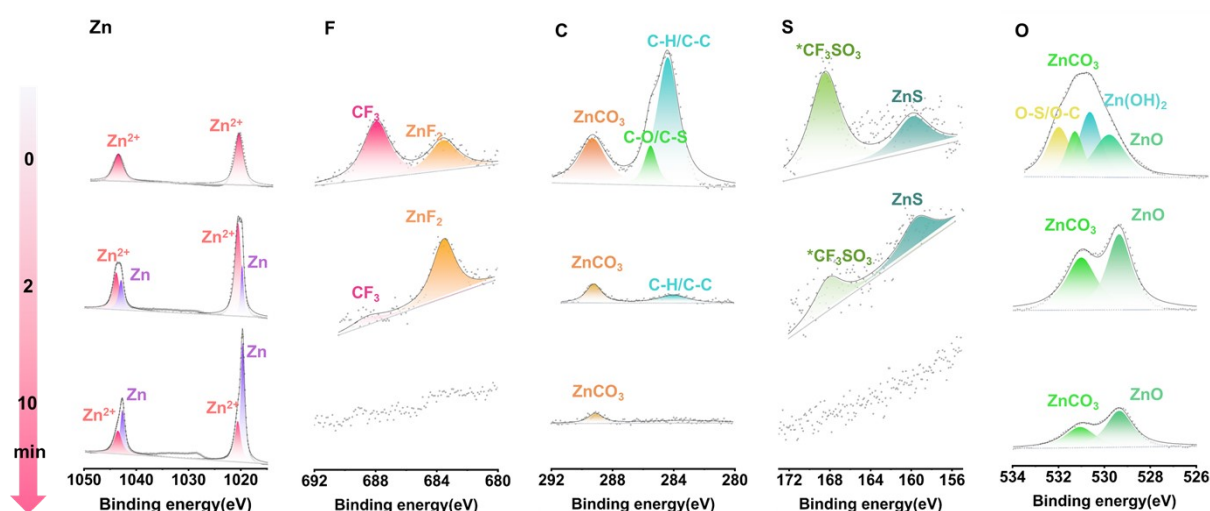 Zn
F
C
S
O
0
2
10
min
Zn²⁺
Zn²⁺
Zn²⁺
Zn
Zn²⁺
Zn
Zn²⁺
Zn
Zn²⁺
Zn
1050 1040 1030 1020
Binding energy(eV)
CF₃
ZnF₂
CF₃
ZnF₂
692 688 684 680
Binding energy(eV)
C-H/C-C
ZnCO₃
C-O/C-S
ZnCO₃
C-H/C-C
ZnCO₃
292 288 284 280
Binding energy(eV)
*CF₃SO₃
ZnS
ZnS
*CF₃SO₃
172 168 164 160 156
Binding energy(eV)
ZnCO₃
O-S/O-C
Zn(OH)₂
ZnO
ZnCO₃
ZnO
ZnCO₃
ZnO
534 532 530 528 526
Binding energy(eV)